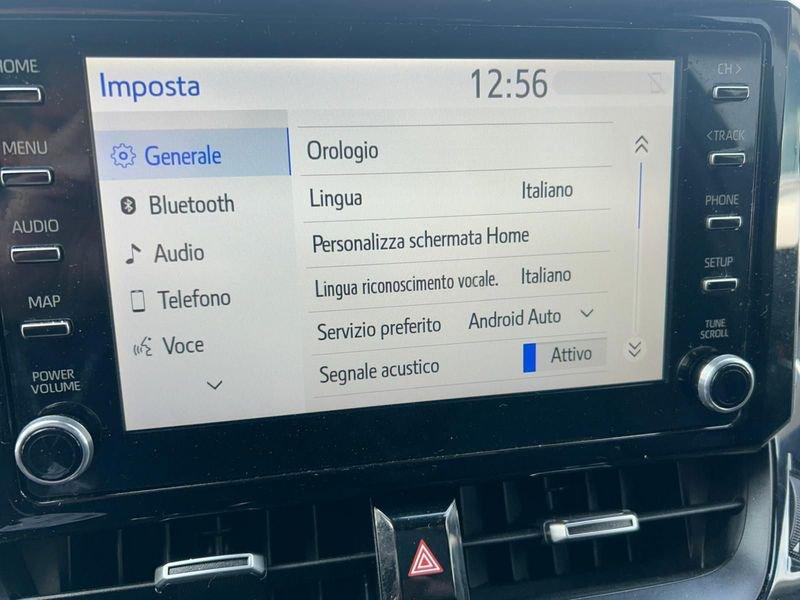 Imposta 12:56
HOME
MENU
AUDIO
MAP
POWER
VOLUME
Generale
Bluetooth
Audio
Telefono
Voce
Orologio
Lingua Italiano
Personalizza schermata Home
Lingua riconoscimento vocale. Italiano
Servizio preferito Android Auto
Segnale acustico Attivo
CH >
< TRACK
PHONE
SETUP
TUNE
SCROLL